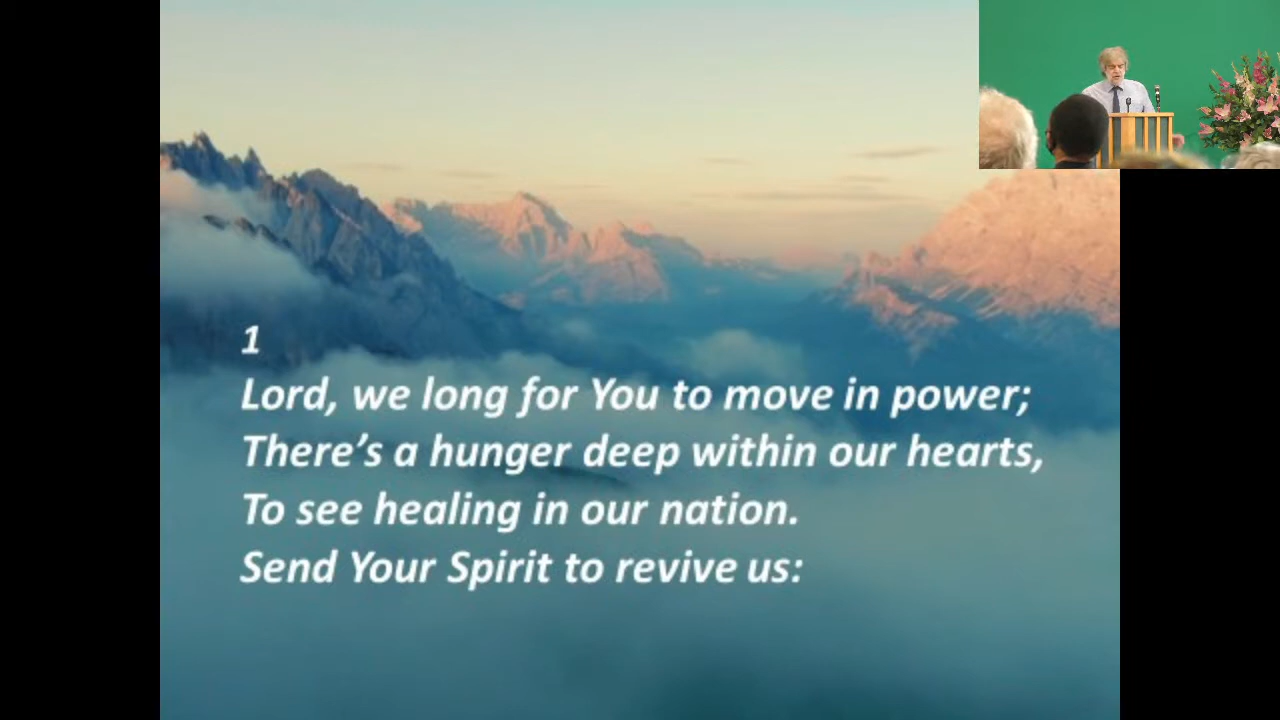 1
Lord, we long for You to move in power;
There's a hunger deep within our hearts,
To see healing in our nation.
Send Your Spirit to revive us: